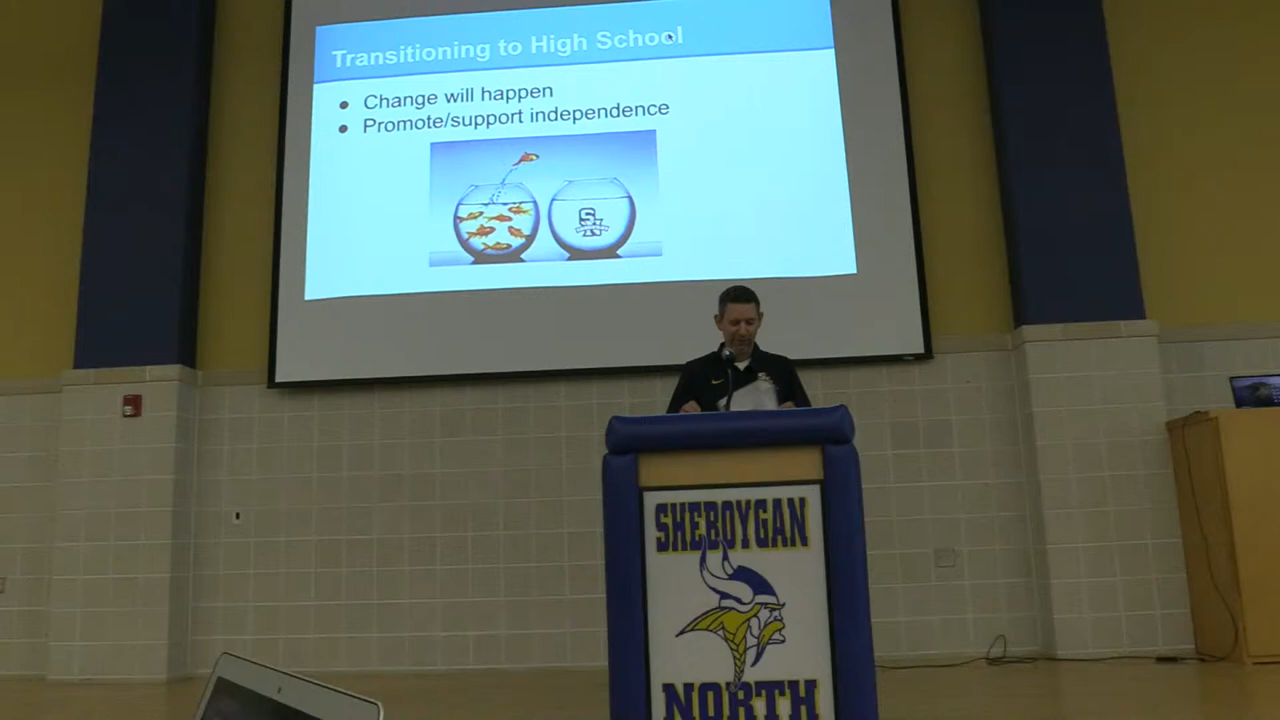 Transitioning to High School
Change will happen
Promote/support independence
SHEBOYGAN
NORTH